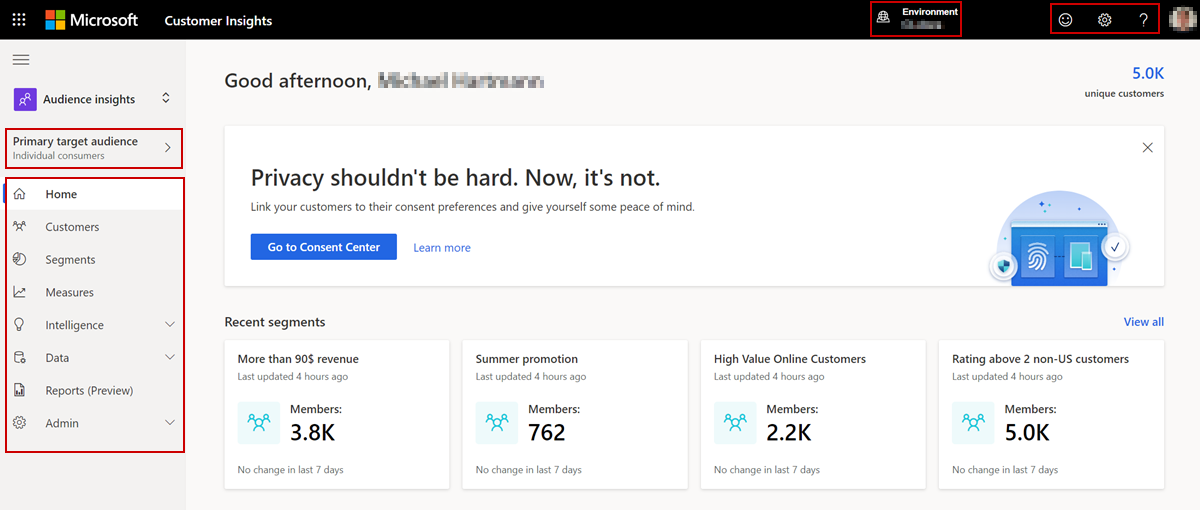 Microsoft
Customer Insights
Environment
?
Audience insights
Primary target audience
Individual consumers
Home
Customers
Segments
Measures
Intelligence
Data
Reports (Preview)
Admin
Good afternoon,
5.0K
unique customers
Privacy shouldn't be hard. Now, it's not.
Link your customers to their consent preferences and give yourself some peace of mind.
Go to Consent Center
Learn more
Recent segments
View all
More than 90$ revenue
Last updated 4 hours ago
Members:
3.8K
No change in last 7 days
Summer promotion
Last updated 4 hours ago
Members:
762
No change in last 7 days
High Value Online Customers
Last updated 4 hours ago
Members:
2.2K
No change in last 7 days
Rating above 2 non-US customers
Last updated 4 hours ago
Members:
5.0K
No change in last 7 days